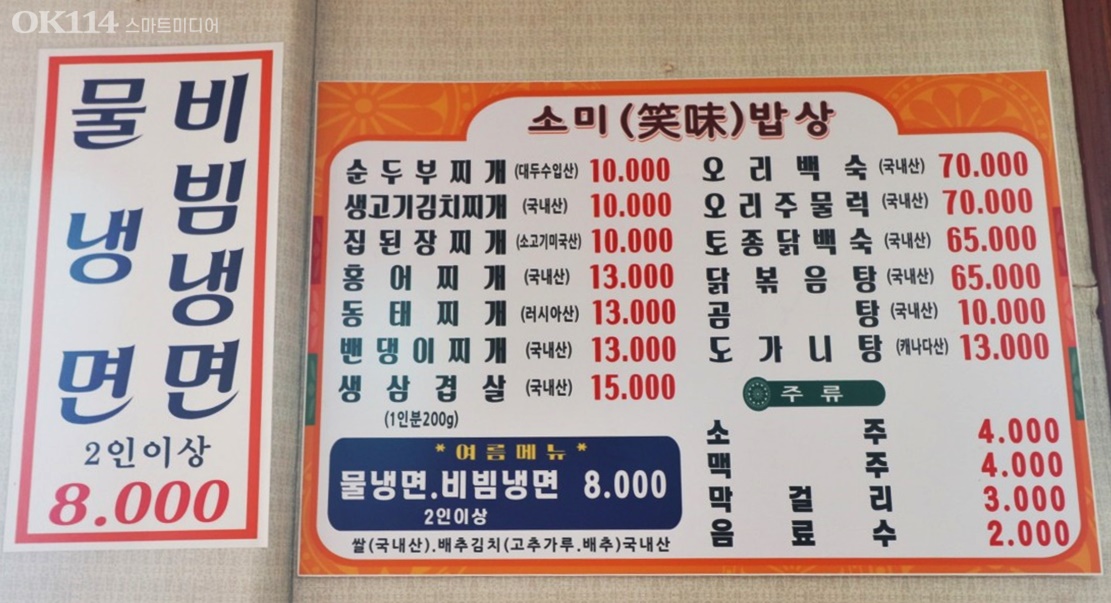 OK114 스마트미디어
비빔냉면
물냉면
2인이상
8.000
소미(笑味)밥상
순두부찌개(대두수입산) 10.000
생고기김치찌개(국내산) 10.000
집된장찌개(소고기미국산) 10.000
홍어찌개(국내산) 13.000
동태찌개(러시아산) 13.000
밴댕이찌개(국내산) 13.000
생삼겹살(국내산) 15.000
(1인분200g)
*여름메뉴*
물냉면.비빔냉면 8.000
2인이상
쌀(국내산).배추김치(고추가루.배추)국내산
오리백숙(국내산) 70.000
오리주물럭(국내산) 70.000
토종닭백숙(국내산) 65.000
닭볶음탕(국내산) 65.000
곰탕(국내산) 10.000
도가니탕(캐나다산) 13.000
주류
소주 4.000
맥주 4.000
막걸리 3.000
음료수 2.000